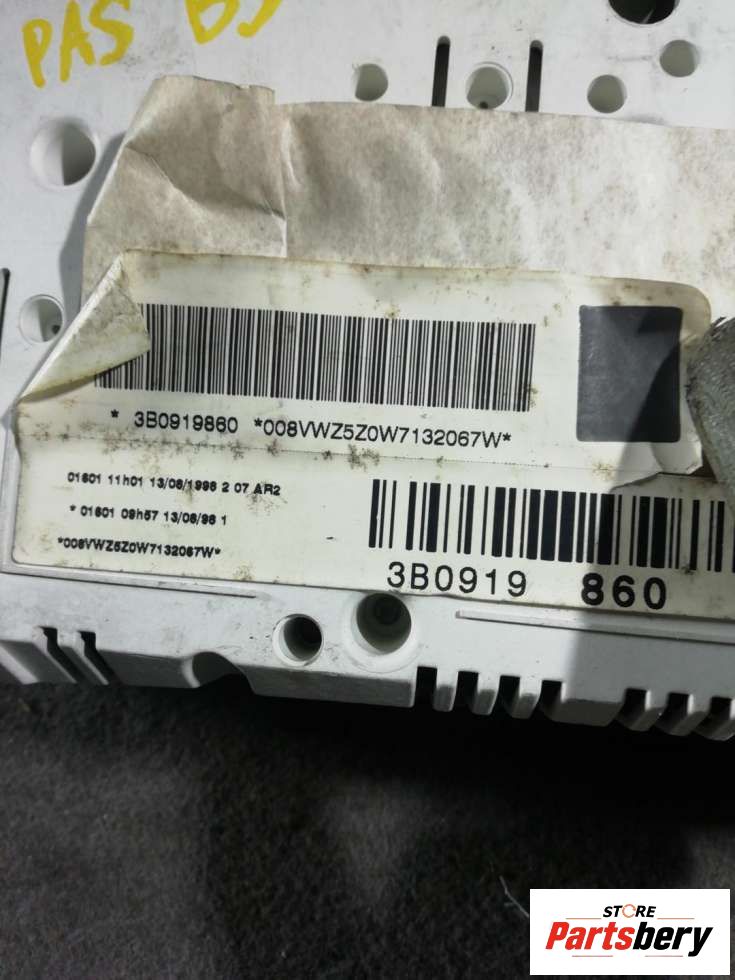 PAS B5
* 3B0919860 *008VWZ5Z0W7132067W*
01601 11h01 13/06/1998 2 07 AR2
* 01601 09h57 13/06/98 1
*008VWZ5Z0W7132067W*
3B0919 860
STORE
Partsbery